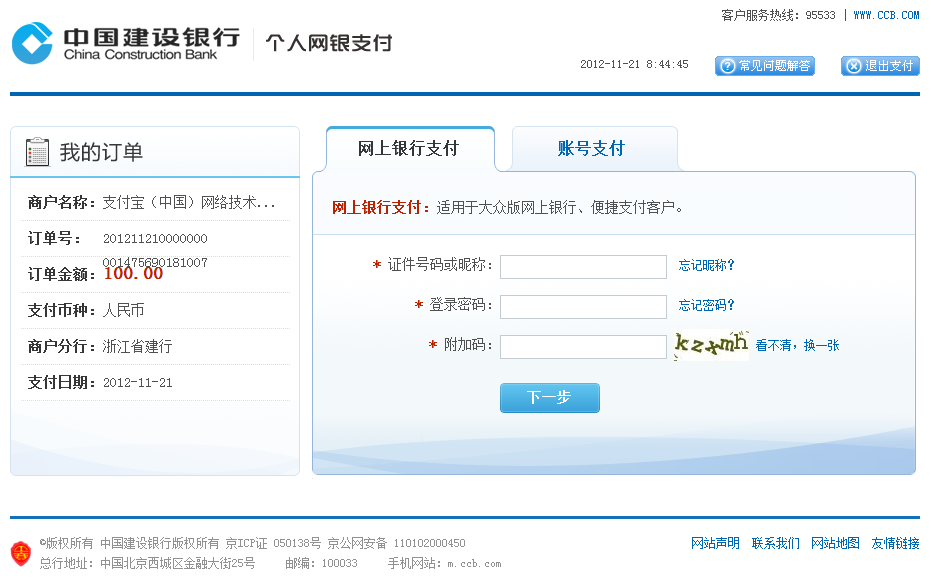 客户服务热线：95533 | WWW.CCB.COM
中国建设银行 个人网银支付
China Construction Bank
2012-11-21 8:44:45 常见问题解答 退出支付
我的订单
商户名称：支付宝（中国）网络技术...
订单号： 201211210000000
001475690181007
订单金额：100.00
支付币种：人民币
商户分行：浙江省建行
支付日期：2012-11-21
网上银行支付 账号支付
网上银行支付：适用于大众版网上银行、便捷支付客户。
* 证件号码或昵称： 忘记昵称?
* 登录密码： 忘记密码?
* 附加码： kzxmh 看不清，换一张
下一步
©版权所有 中国建设银行版权所有 京ICP证 050138号 京公网安备 110102000450
网站声明 联系我们 网站地图 友情链接
总行地址：中国北京西城区金融大街25号 邮编：100033 手机网站：m.ccb.com